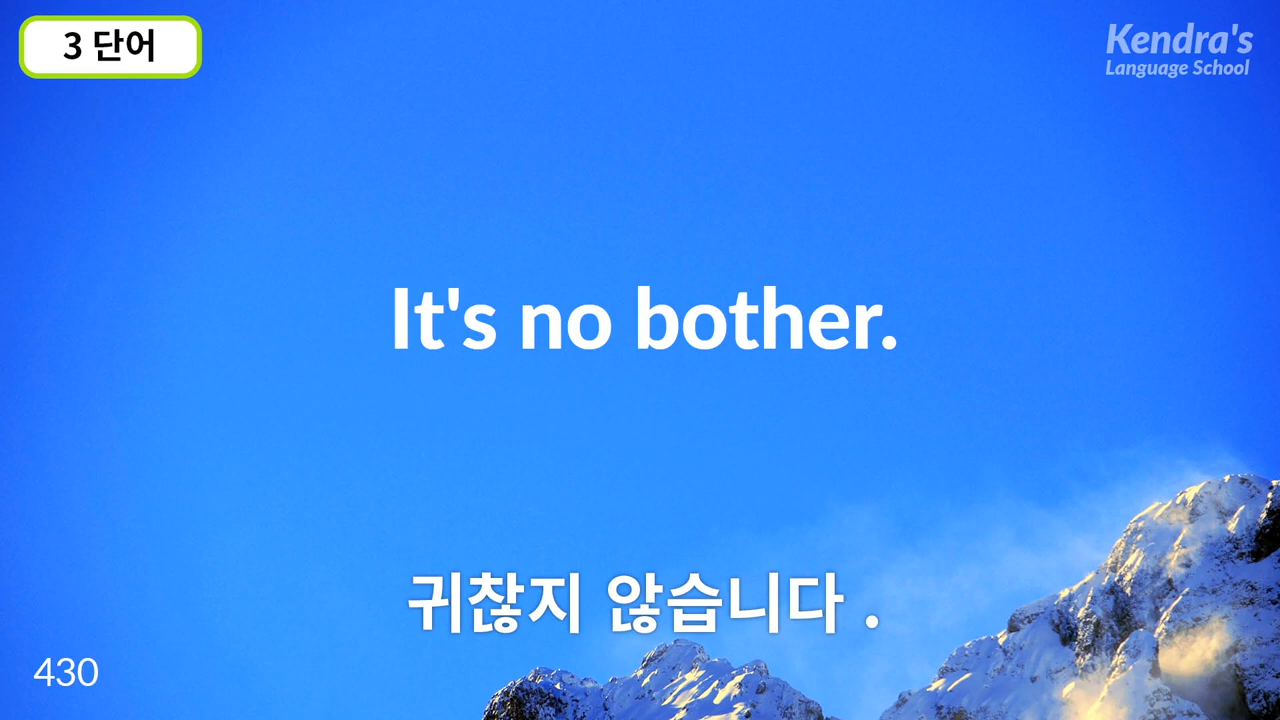 3 단어
Kendra's
Language School
It's no bother.
귀찮지 않습니다 .
430